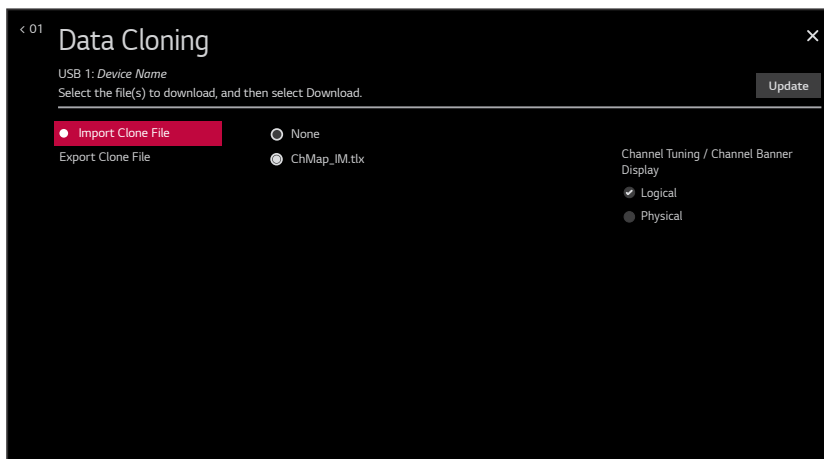 < 01
Data Cloning
×
USB 1: Device Name
Select the file(s) to download, and then select Download.
Update
Import Clone File
Export Clone File
None
ChMap_IM.tlx
Channel Tuning / Channel Banner
Display
Logical
Physical